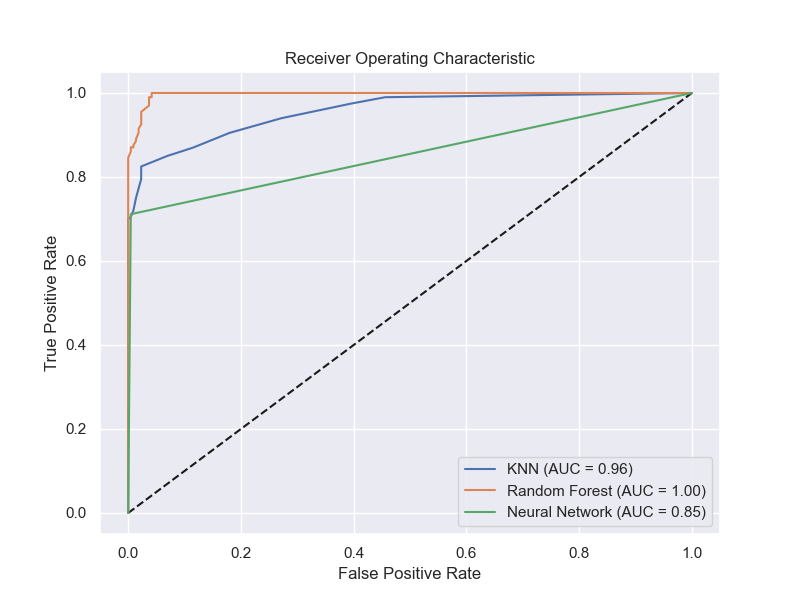 Receiver Operating Characteristic
1.0
0.8
0.6
0.4
0.2
0.0
True Positive Rate
KNN (AUC = 0.96)
Random Forest (AUC = 1.00)
Neural Network (AUC = 0.85)
0.0 0.2 0.4 0.6 0.8 1.0
False Positive Rate